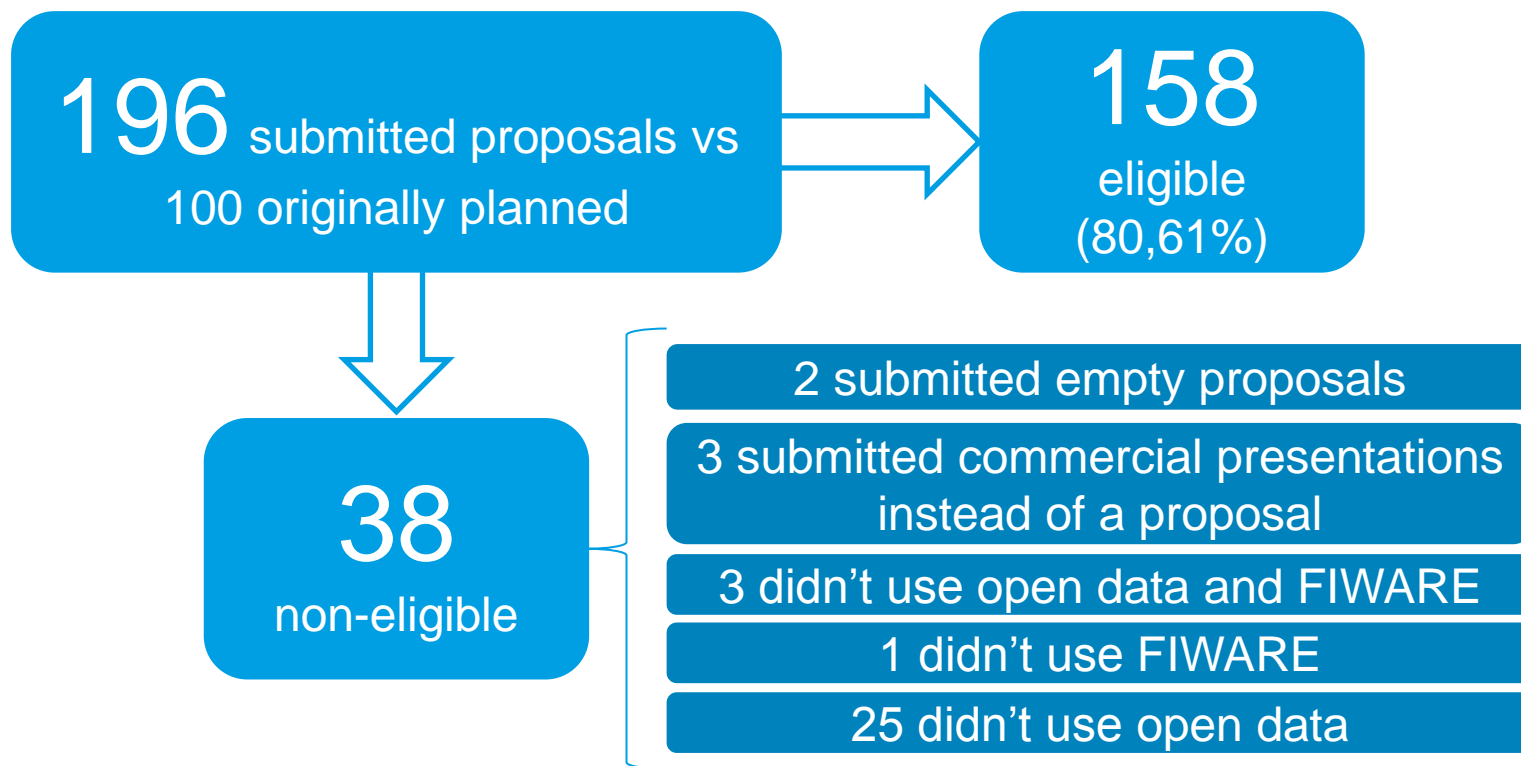 196 submitted proposals vs
100 originally planned
158
eligible
(80,61%)
38
non-eligible
2 submitted empty proposals
3 submitted commercial presentations
instead of a proposal
3 didn’t use open data and FIWARE
1 didn’t use FIWARE
25 didn’t use open data